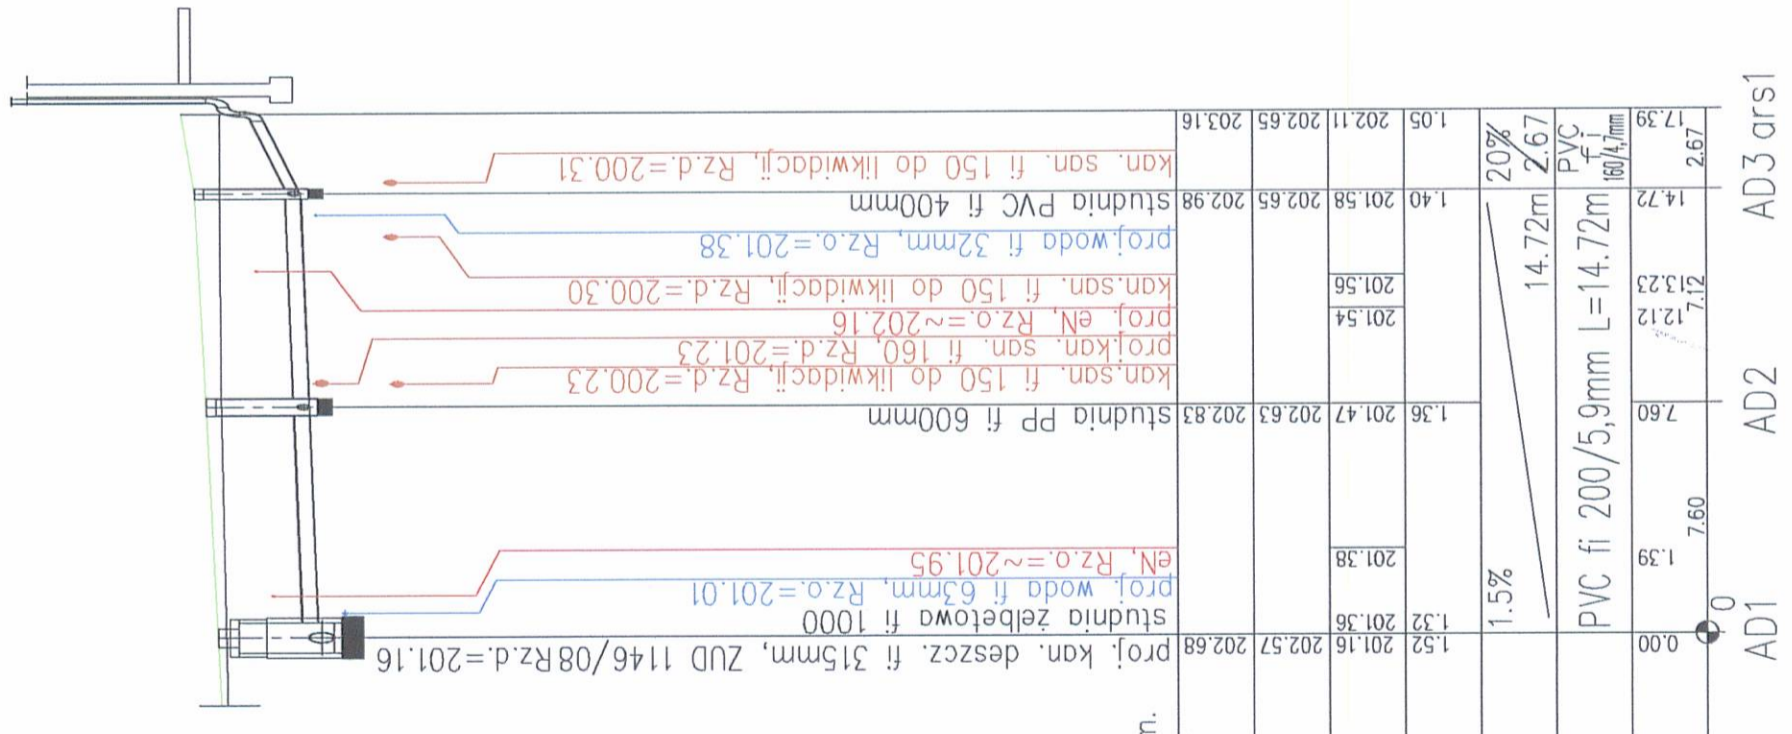 kan. san. fi 150 do likwidacji, Rz.d.=200.31
studnia PVC fi 400mm
proj.woda fi 32mm, Rz.o.=201.38
kan.san. fi 150 do likwidacji, Rz.d.=200.30
proj. eN, Rz.o.=~202.16
proj.kan. san. fi 160, Rz.d.=201.23
kan.san. fi 150 do likwidacji, Rz.d.=200.23
studnia PP fi 600mm
eN, Rz.o.=~201.95
proj. woda fi 63mm, Rz.o.=201.01
studnia żelbetowa fi 1000
proj. kan. deszcz. fi 315mm, ZUD 1146/08Rz.d.=201.16
203.16 202.65 202.11 1.05 17.39
202.98 202.65 201.58 1.40 14.72
201.56 13.23
201.54 12.12
202.83 202.63 201.47 1.36 7.60
201.38 1.39
201.36 1.32
202.68 202.57 201.16 1.52 0.00
20%
2.67
1.5%
14.72m
PVC
fi
160/4,7mm
PVC fi 200/5,9mm L=14.72m
2.67
7.12
7.60
0
AD1
AD2
AD3 ars1
m.